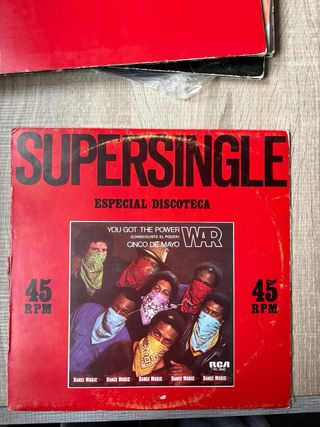 SUPERSINGLE
ESPECIAL DISCOTECA
YOU GOT THE POWER
(CONSEGUISTE EL PODER)
CINCO DE MAYO
WAR
45
RPM
45
RPM
RCA
DANCE MUSIC DANCE MUSIC DANCE MUSIC DANCE MUSIC DANCE MUSIC